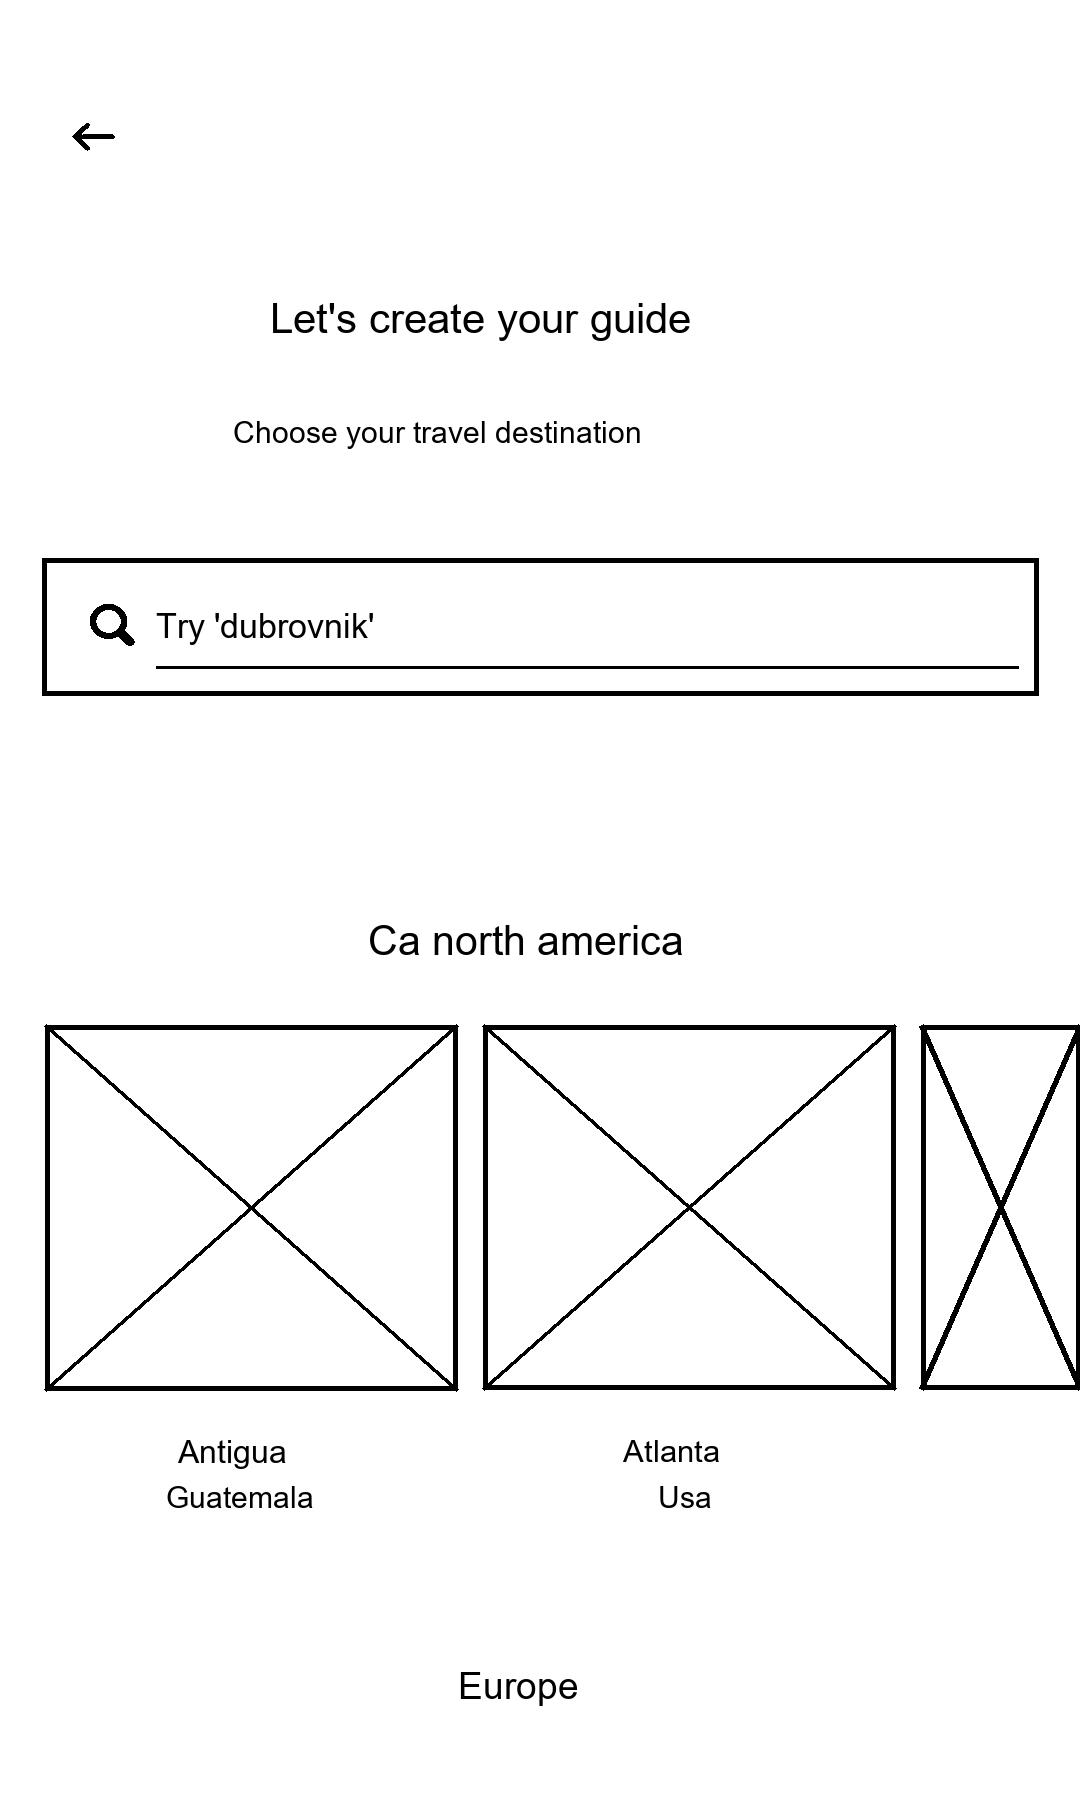 Let's create your guide
Choose your travel destination
Try 'dubrovnik'
Ca north america
Antigua
Guatemala
Atlanta
Usa
Europe